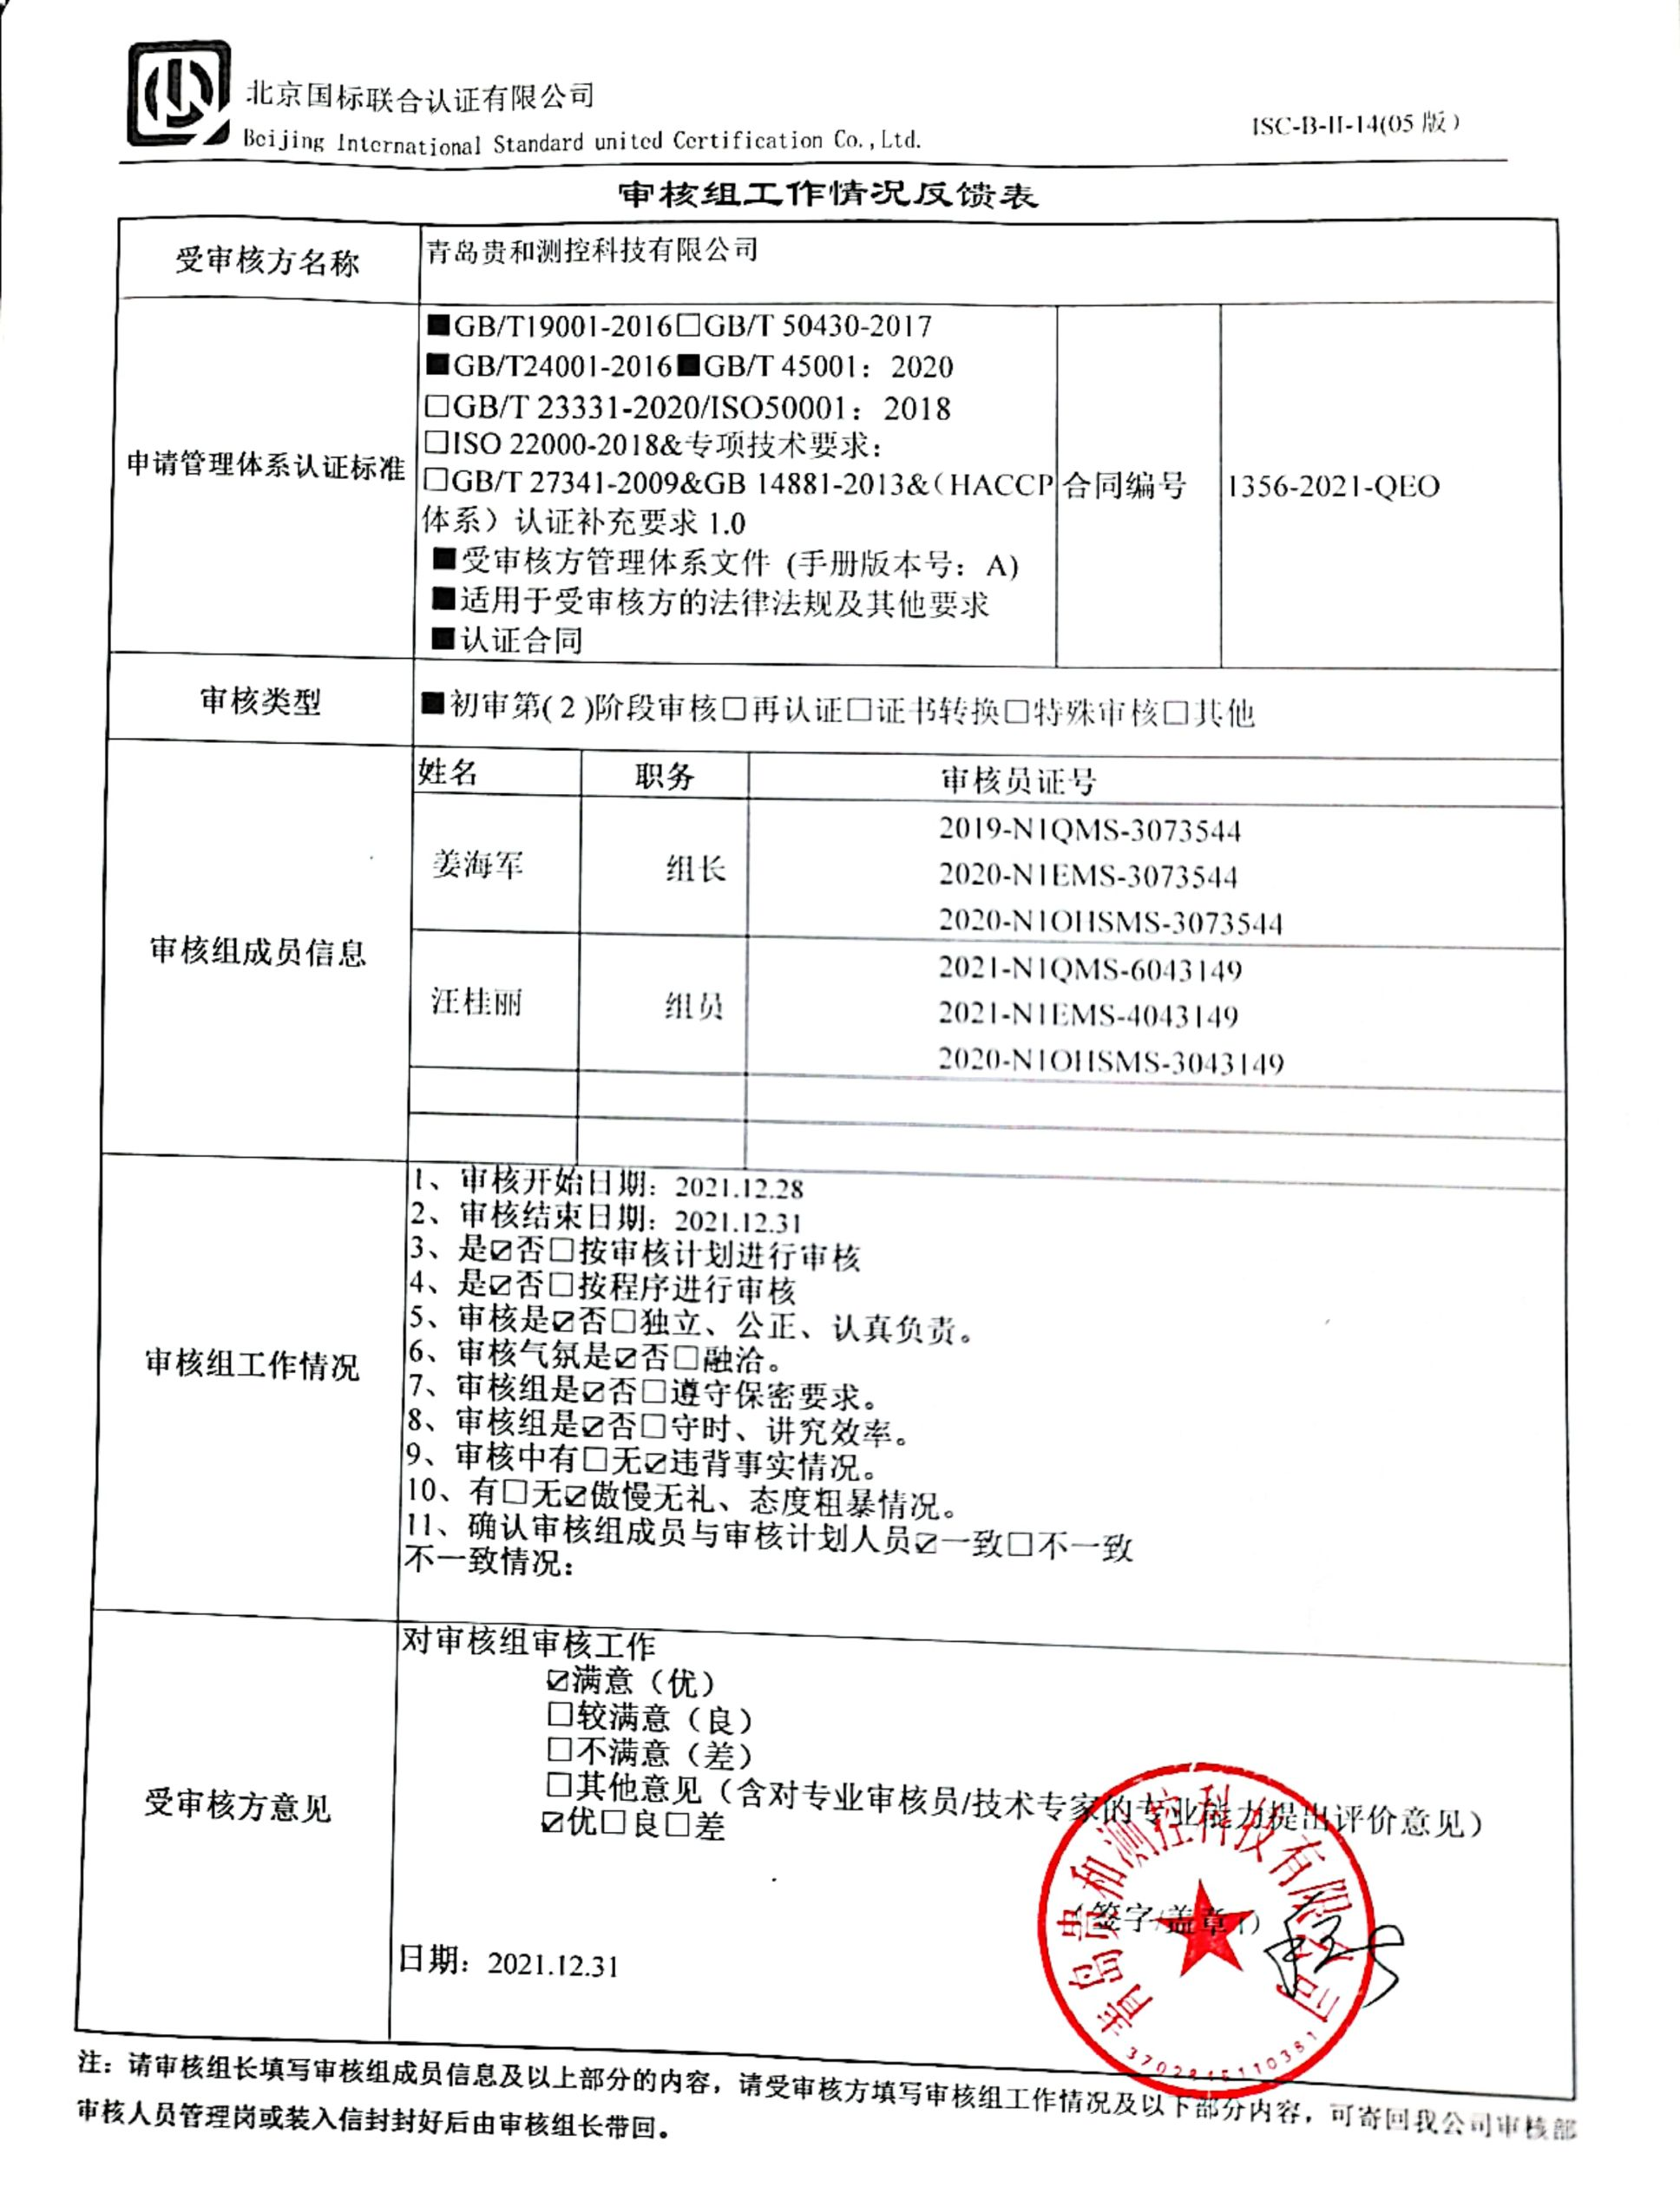 北京国标联合认证有限公司
Beijing International Standard united Certification Co.,Ltd.
ISC-B-II-14(05 版)
审核组工作情况反馈表
受审核方名称
青岛贵和测控科技有限公司
申请管理体系认证标准
■GB/T19001-2016□GB/T 50430-2017
■GB/T24001-2016■GB/T 45001：2020
□GB/T 23331-2020/ISO50001：2018
□ISO 22000-2018&专项技术要求:
□GB/T 27341-2009&GB 14881-2013&（HACCP
体系）认证补充要求 1.0
■受审核方管理体系文件 (手册版本号：A)
■适用于受审核方的法律法规及其他要求
■认证合同
合同编号
1356-2021-QEO
审核类型
■初审第( 2 )阶段审核□再认证□证书转换□特殊审核□其他
审核组成员信息
姓名 职务 审核员证号
姜海军 组长
2019-N1QMS-3073544
2020-N1EMS-3073544
2020-N1OHSMS-3073544
汪桂丽 组员
2021-N1QMS-6043149
2021-N1EMS-4043149
2020-N1OHSMS-3043149
审核组工作情况
1、审核开始日期：2021.12.28
2、审核结束日期：2021.12.31
3、是☑否□按审核计划进行审核
4、是☑否□按程序进行审核
5、审核是☑否□独立、公正、认真负责。
6、审核气氛是☑否□融洽。
7、审核组是☑否□遵守保密要求。
8、审核组是☑否□守时、讲究效率。
9、审核中有□无☑违背事实情况。
10、有□无☑傲慢无礼、态度粗暴情况。
11、确认审核组成员与审核计划人员☑一致□不一致
不一致情况:
受审核方意见
对审核组审核工作
☑满意（优）
□较满意（良）
□不满意（差）
□其他意见（含对专业审核员/技术专家的专业能力提出评价意见）
☑优□良□差
（签字/盖章）
青岛贵和测控科技有限公司
日期：2021.12.31
注：请审核组长填写审核组成员信息及以上部分的内容，请受审核方填写审核组工作情况及以下部分内容，可寄回我公司审核部
审核人员管理岗或装入信封封好后由审核组长带回。